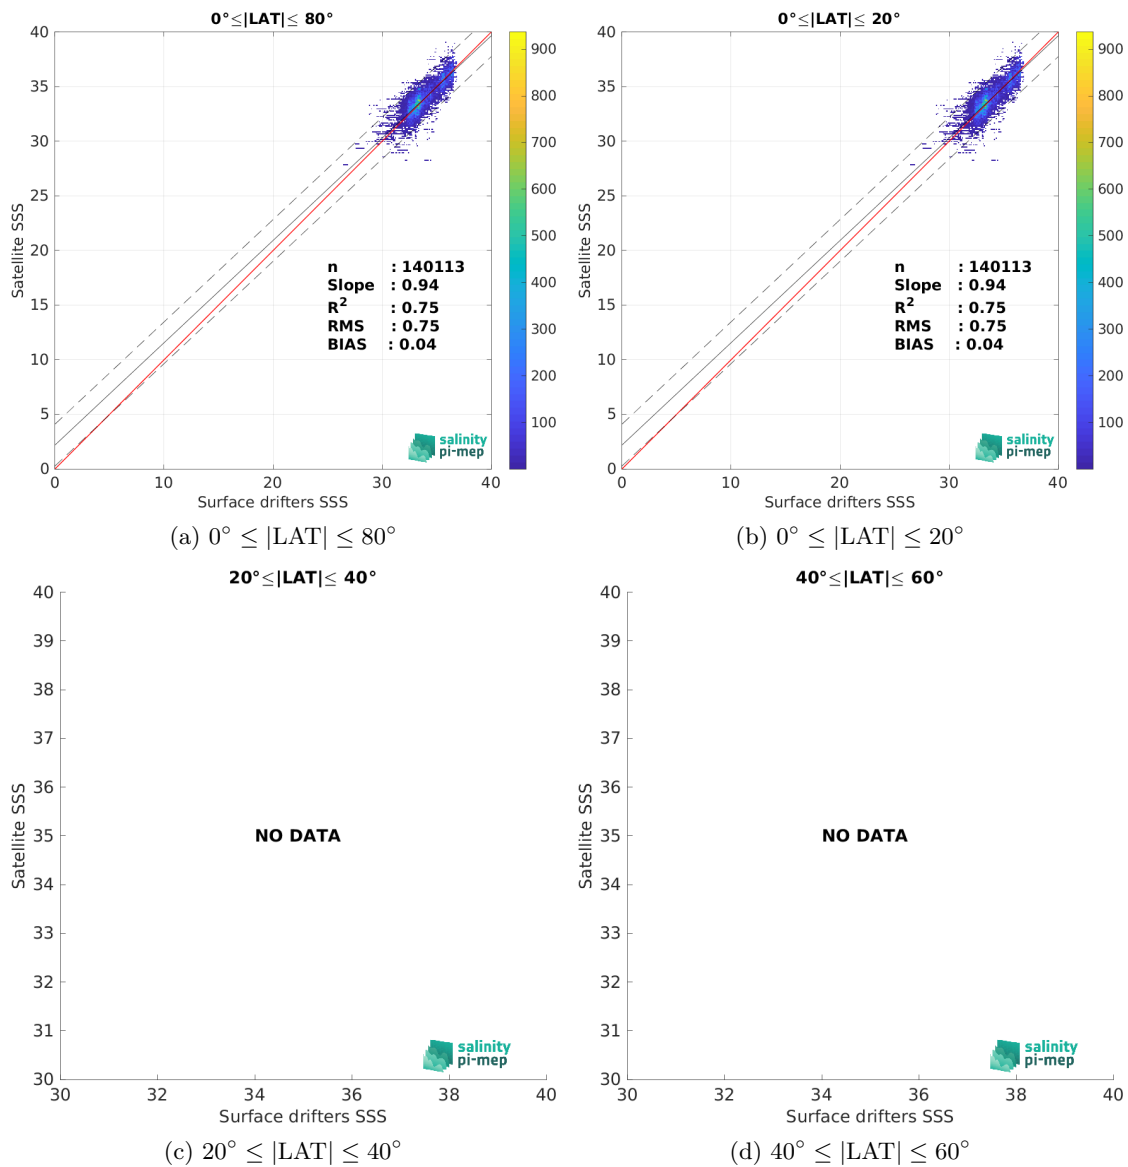 0°≤|LAT|≤ 80°
40
35
30
25
20
15
10
5
0
Satellite SSS
0
10
20
30
40
Surface drifters SSS
n : 140113
Slope : 0.94
R2 : 0.75
RMS : 0.75
BIAS : 0.04
salinity
pi-mep
900
800
700
600
500
400
300
200
100
(a) 0° ≤ |LAT| ≤ 80°
0°≤|LAT|≤ 20°
40
35
30
25
20
15
10
5
0
Satellite SSS
0
10
20
30
40
Surface drifters SSS
n : 140113
Slope : 0.94
R2 : 0.75
RMS : 0.75
BIAS : 0.04
salinity
pi-mep
900
800
700
600
500
400
300
200
100
(b) 0° ≤ |LAT| ≤ 20°
20°≤|LAT|≤ 40°
40
39
38
37
36
35
34
33
32
31
30
Satellite SSS
NO DATA
salinity
pi-mep
30
32
34
36
38
40
Surface drifters SSS
(c) 20° ≤ |LAT| ≤ 40°
40°≤|LAT|≤ 60°
40
39
38
37
36
35
34
33
32
31
30
Satellite SSS
NO DATA
salinity
pi-mep
30
32
34
36
38
40
Surface drifters SSS
(d) 40° ≤ |LAT| ≤ 60°